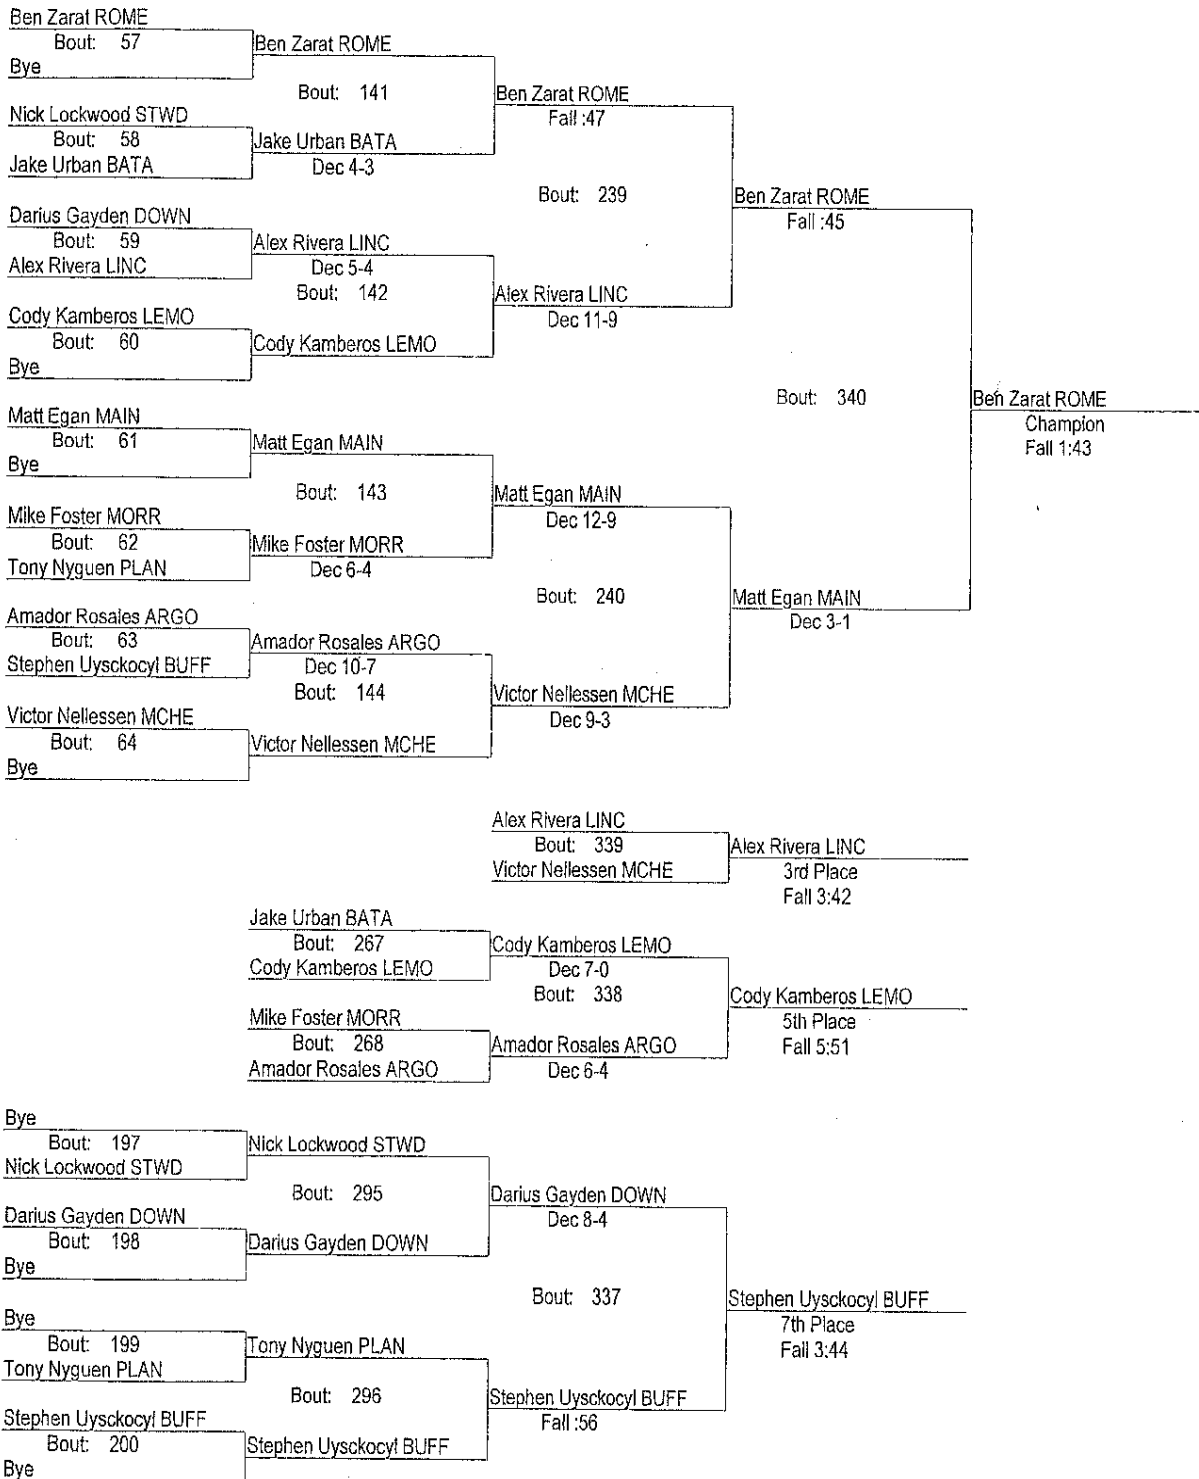 Ben Zarat ROME
Bout: 57
Bye
Ben Zarat ROME
Bout: 141
Nick Lockwood STWD
Bout: 58
Jake Urban BATA
Jake Urban BATA
Dec 4-3
Ben Zarat ROME
Fall :47
Bout: 239
Darius Gayden DOWN
Bout: 59
Alex Rivera LINC
Alex Rivera LINC
Dec 5-4
Bout: 142
Cody Kamberos LEMO
Bout: 60
Bye
Cody Kamberos LEMO
Alex Rivera LINC
Dec 11-9
Ben Zarat ROME
Fall :45
Bout: 340
Ben Zarat ROME
Champion
Fall 1:43
Matt Egan MAIN
Bout: 61
Bye
Matt Egan MAIN
Bout: 143
Mike Foster MORR
Bout: 62
Tony Nyguen PLAN
Mike Foster MORR
Dec 6-4
Matt Egan MAIN
Dec 12-9
Bout: 240
Matt Egan MAIN
Dec 3-1
Amador Rosales ARGO
Bout: 63
Stephen Uysckocyl BUFF
Amador Rosales ARGO
Dec 10-7
Bout: 144
Victor Nellessen MCHE
Bout: 64
Bye
Victor Nellessen MCHE
Victor Nellessen MCHE
Dec 9-3
Alex Rivera LINC
Bout: 339
Victor Nellessen MCHE
Alex Rivera LINC
3rd Place
Fall 3:42
Jake Urban BATA
Bout: 267
Cody Kamberos LEMO
Cody Kamberos LEMO
Dec 7-0
Bout: 338
Mike Foster MORR
Bout: 268
Amador Rosales ARGO
Amador Rosales ARGO
Dec 6-4
Cody Kamberos LEMO
5th Place
Fall 5:51
Bye
Bout: 197
Nick Lockwood STWD
Nick Lockwood STWD
Bout: 295
Darius Gayden DOWN
Bout: 198
Bye
Darius Gayden DOWN
Darius Gayden DOWN
Dec 8-4
Bout: 337
Bye
Bout: 199
Tony Nyguen PLAN
Tony Nyguen PLAN
Bout: 296
Stephen Uysckocyl BUFF
Bout: 200
Bye
Stephen Uysckocyl BUFF
Stephen Uysckocyl BUFF
Fall :56
Stephen Uysckocyl BUFF
7th Place
Fall 3:44